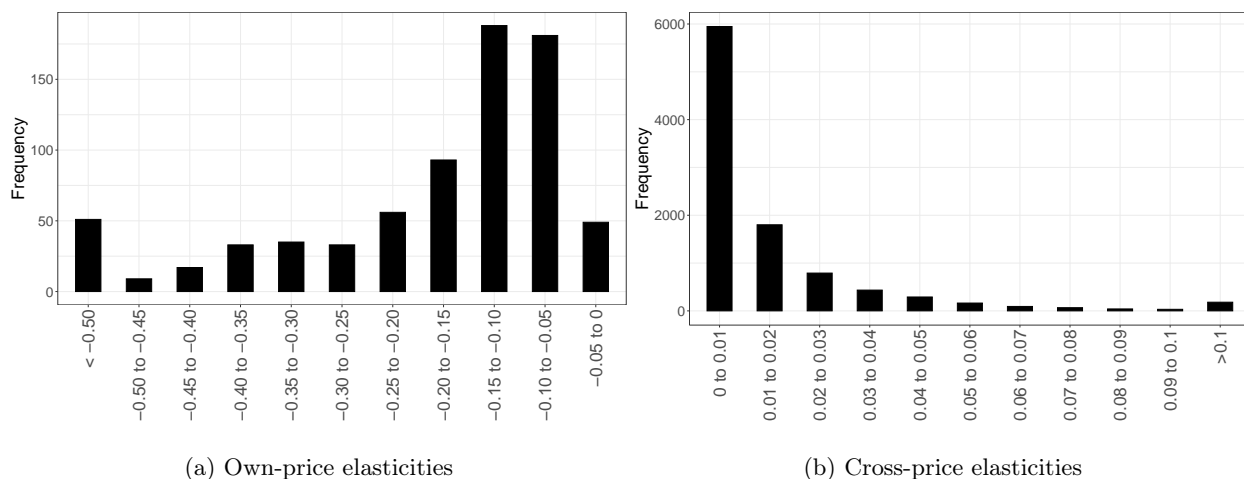 Frequency
150
100
50
0
< −0.50
−0.50 to −0.45
−0.45 to −0.40
−0.40 to −0.35
−0.35 to −0.30
−0.30 to −0.25
−0.25 to −0.20
−0.20 to −0.15
−0.15 to −0.10
−0.10 to −0.05
−0.05 to 0
(a) Own-price elasticities
Frequency
6000
4000
2000
0
0 to 0.01
0.01 to 0.02
0.02 to 0.03
0.03 to 0.04
0.04 to 0.05
0.05 to 0.06
0.06 to 0.07
0.07 to 0.08
0.08 to 0.09
0.09 to 0.1
>0.1
(b) Cross-price elasticities